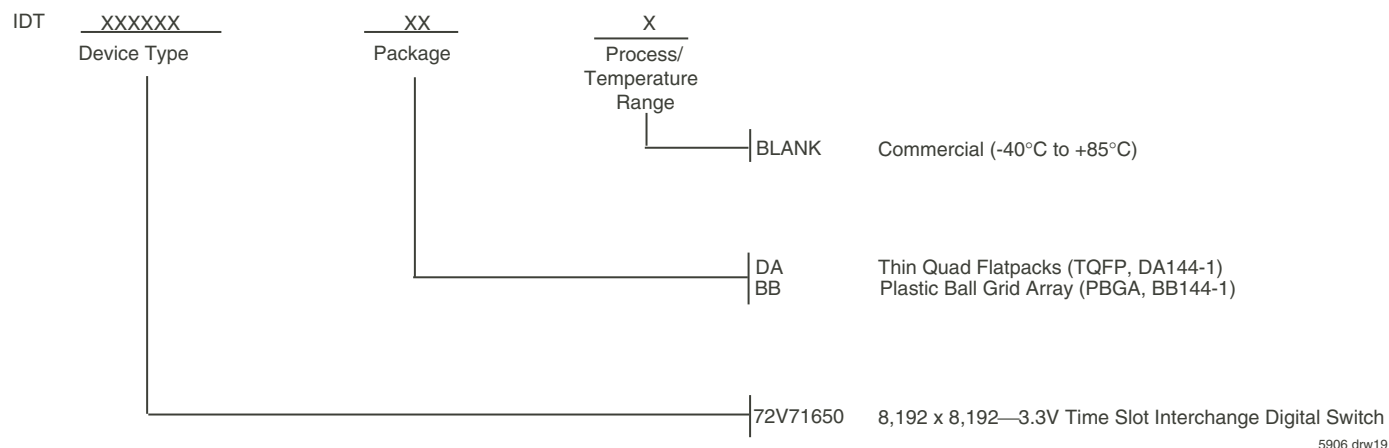 IDT XXXXXX XX X
Device Type Package Process/
Temperature
Range
BLANK Commercial (-40°C to +85°C)
DA Thin Quad Flatpacks (TQFP, DA144-1)
BB Plastic Ball Grid Array (PBGA, BB144-1)
72V71650 8,192 x 8,192—3.3V Time Slot Interchange Digital Switch
5906 drw19